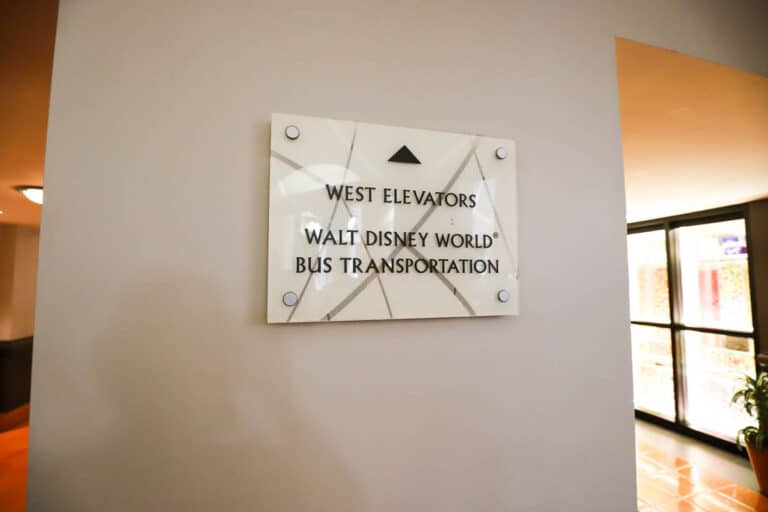 WEST ELEVATORS
WALT DISNEY WORLD®
BUS TRANSPORTATION